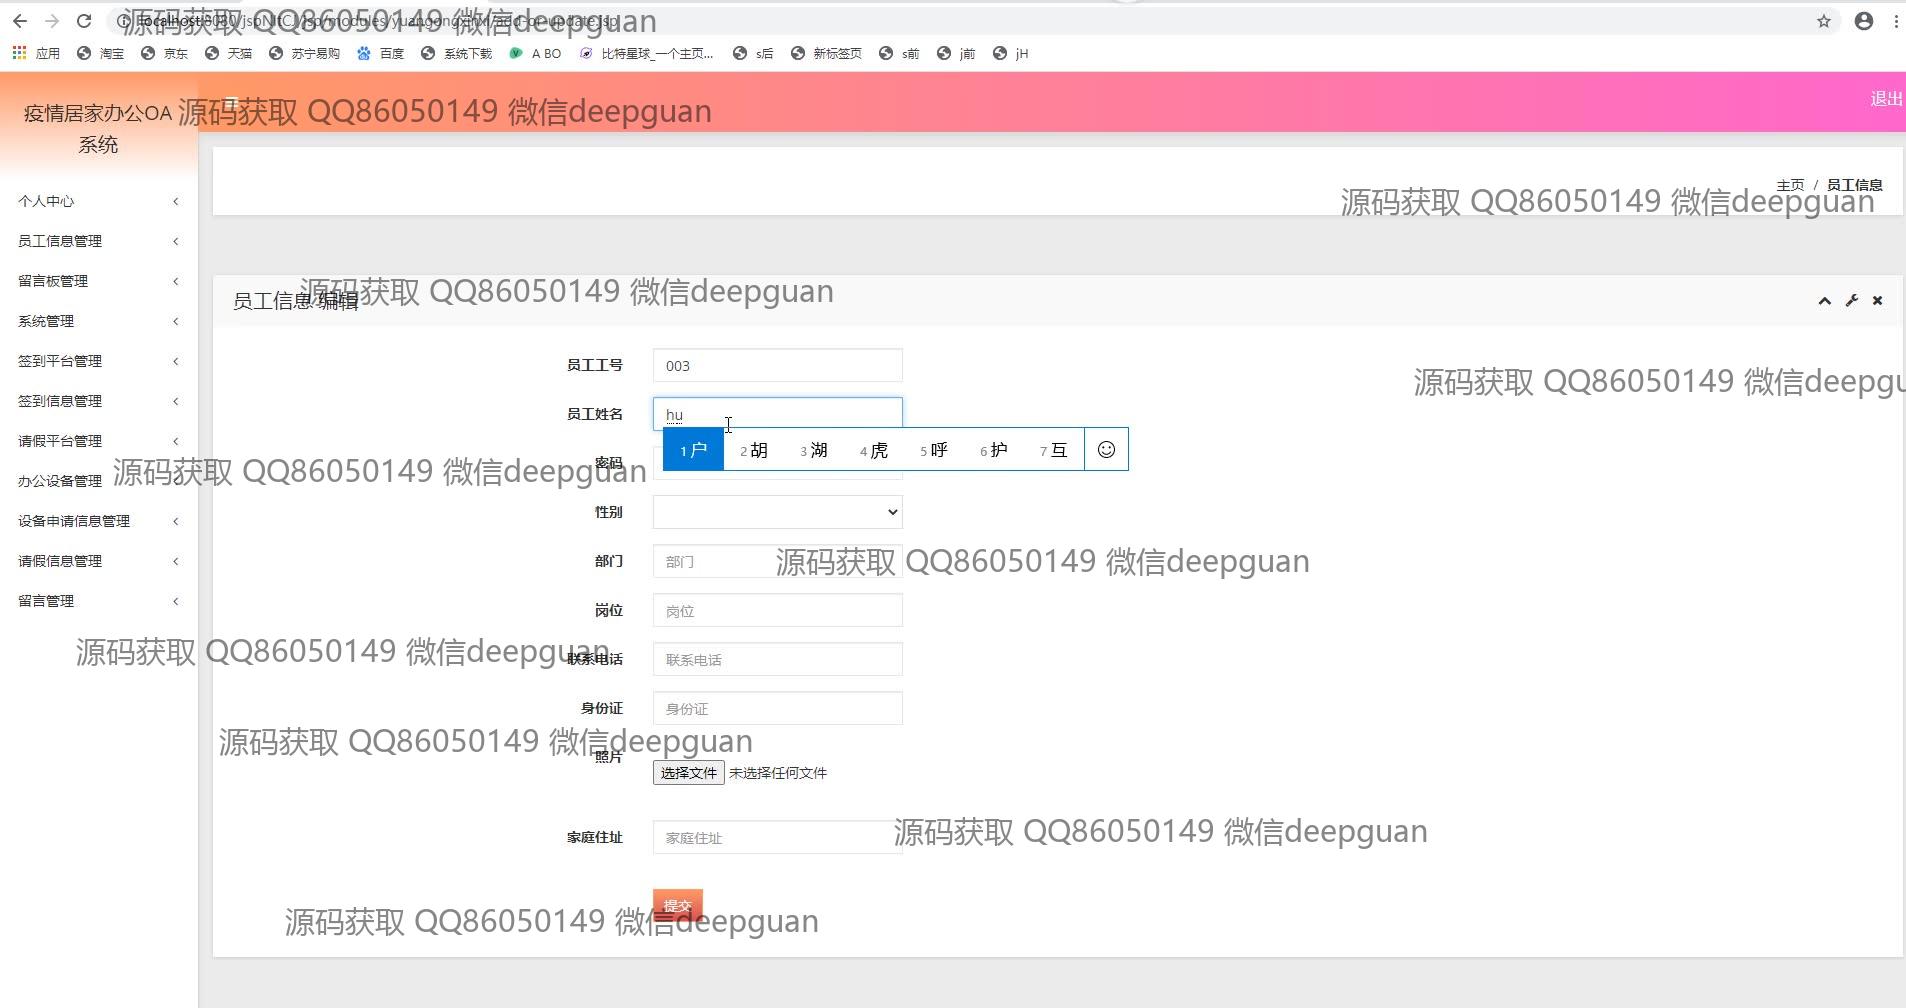 localhost:8080/jspNltCJ/jsp/modules/yuangongxinxi/add-or-update.jsp
源码获取 QQ86050149 微信deepguan
应用 淘宝 京东 天猫 苏宁易购 百度 系统下载 A BO 比特星球_一个主页... s后 新标签页 s前 j前 jH
疫情居家办公OA
系统
源码获取 QQ86050149 微信deepguan
退出
主页 / 员工信息
源码获取 QQ86050149 微信deepguan
个人中心
员工信息管理
留言板管理
系统管理
签到平台管理
签到信息管理
请假平台管理
办公设备管理
设备申请信息管理
请假信息管理
留言管理
员工信息 编辑
源码获取 QQ86050149 微信deepguan
员工工号 003
源码获取 QQ86050149 微信deepgu
员工姓名 hu
1 户 2 胡 3 湖 4 虎 5 呼 6 护 7 互
密码
源码获取 QQ86050149 微信deepguan
性别
部门 部门
源码获取 QQ86050149 微信deepguan
岗位 岗位
联系电话 联系电话
源码获取 QQ86050149 微信deepguan
身份证 身份证
源码获取 QQ86050149 微信deepguan
照片
选择文件 未选择任何文件
家庭住址 家庭住址
源码获取 QQ86050149 微信deepguan
提交
源码获取 QQ86050149 微信deepguan